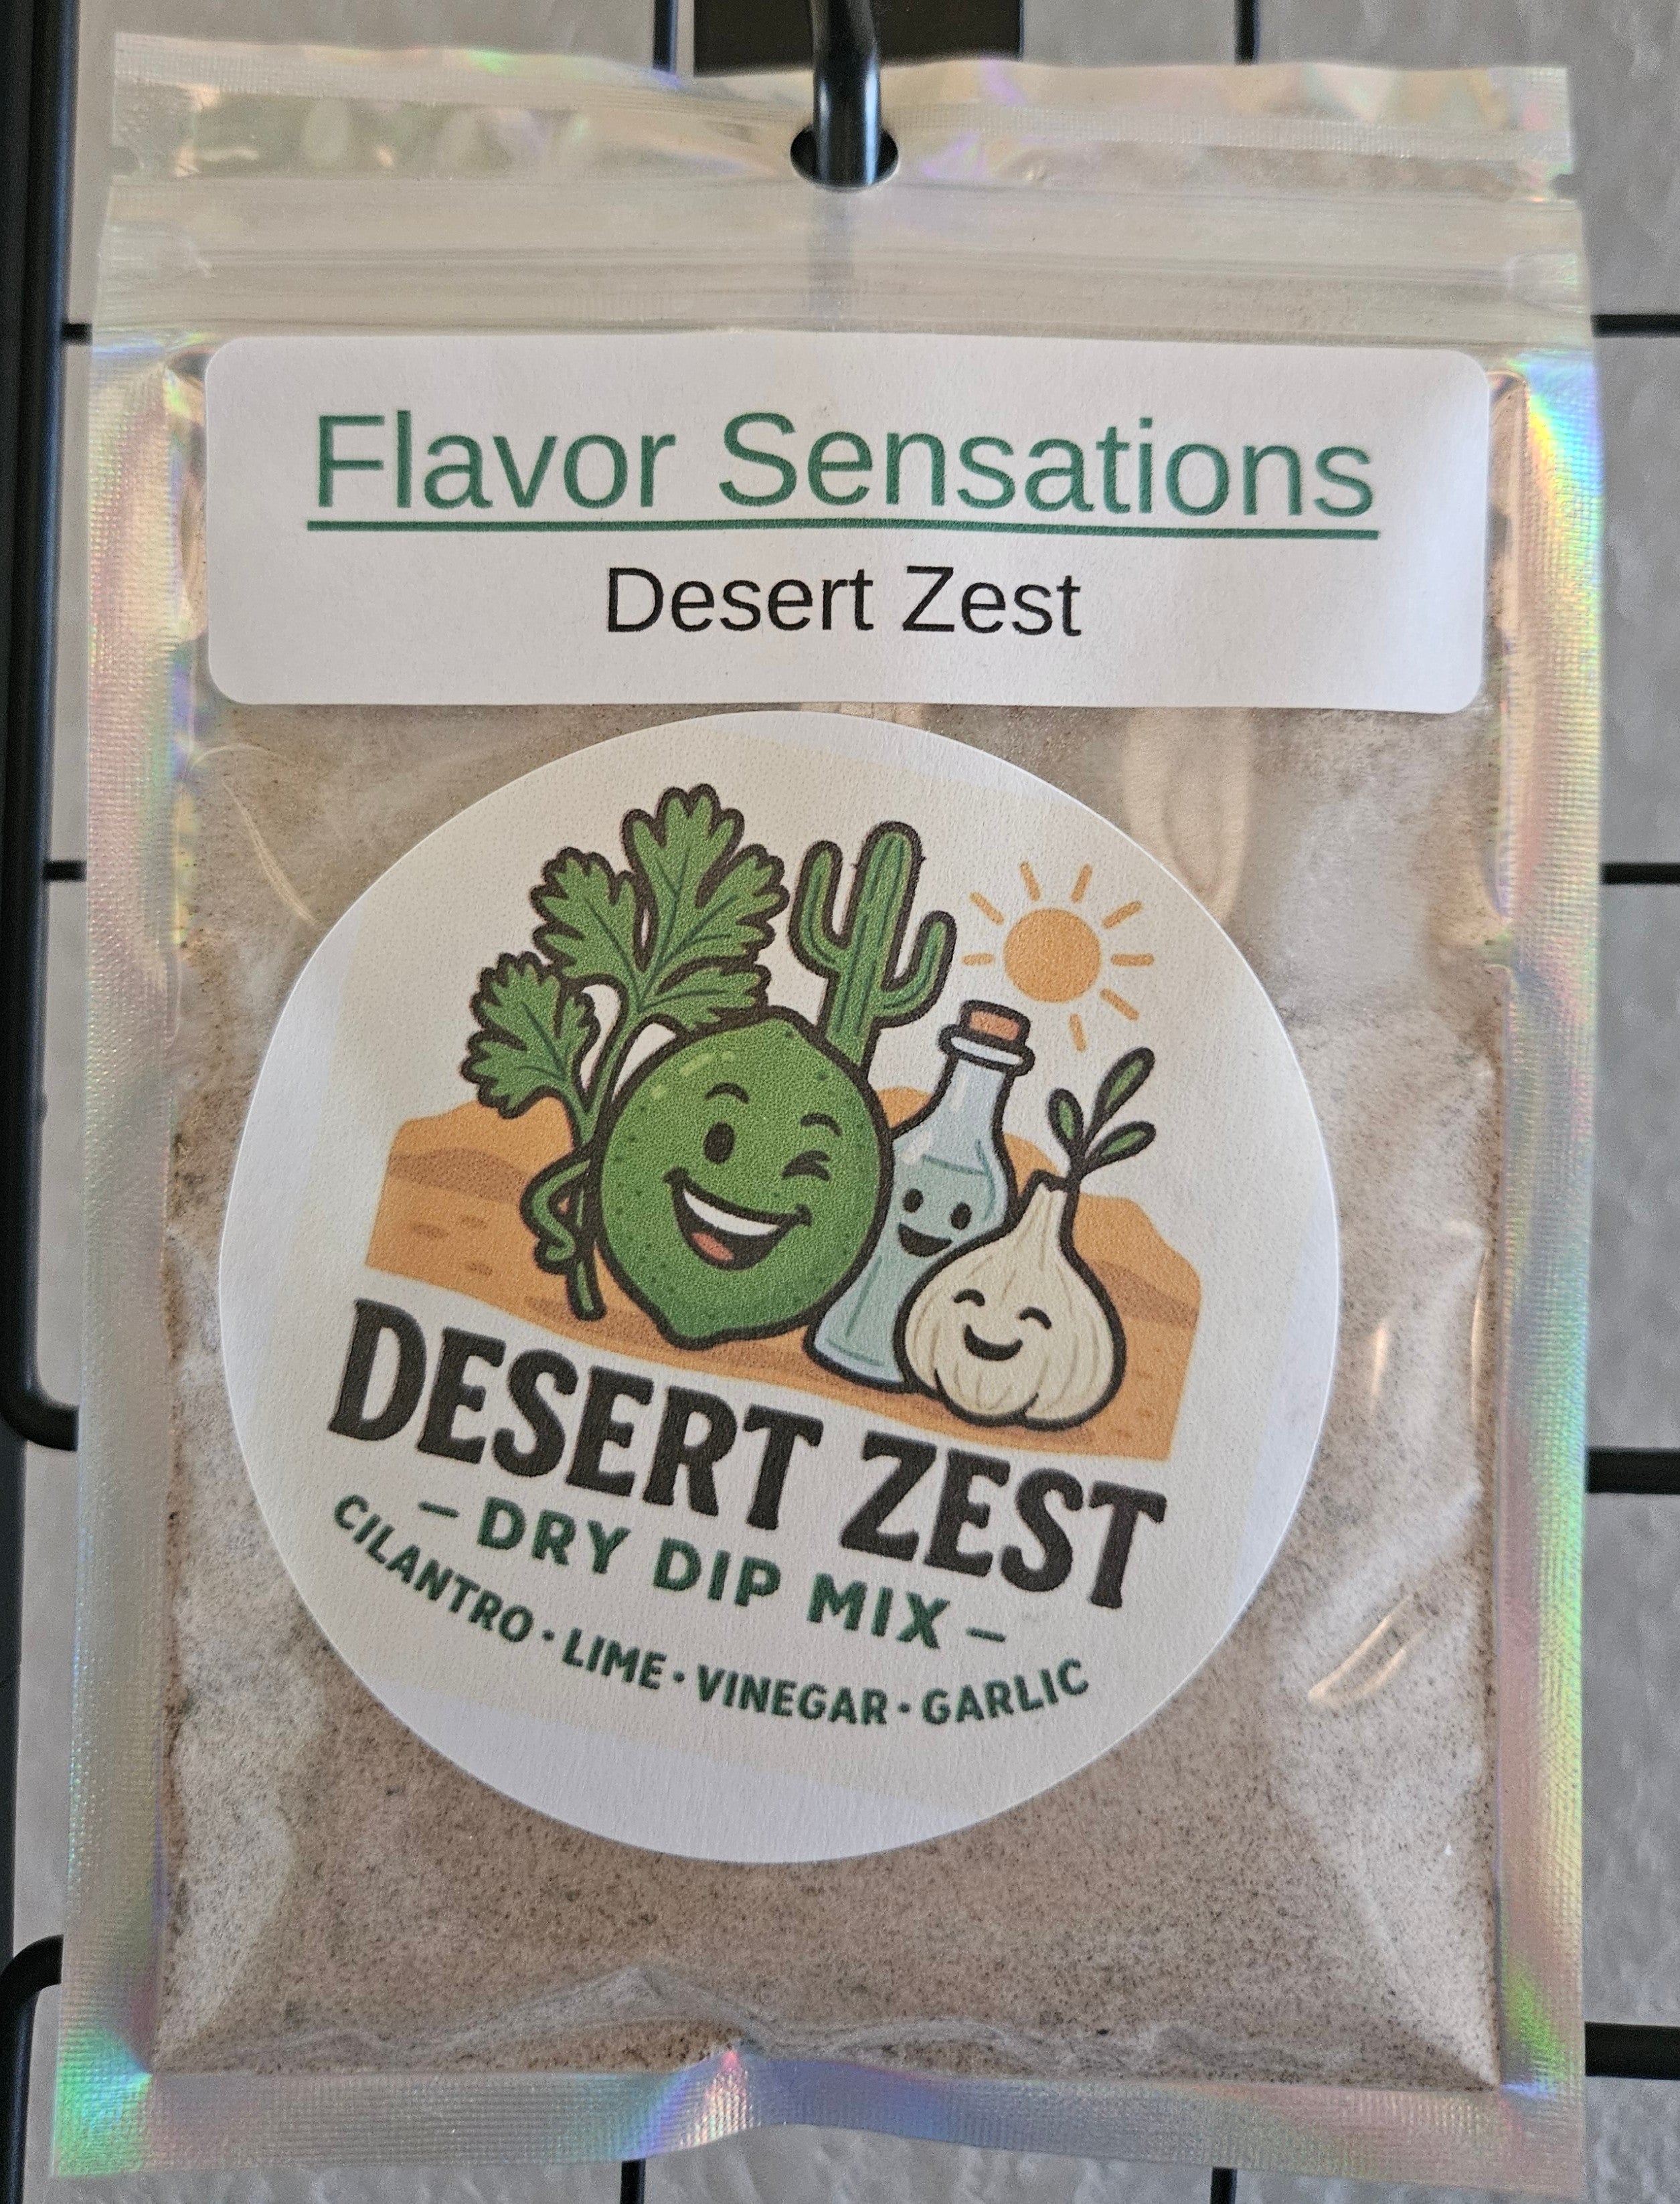 Flavor Sensations
Desert Zest
DESERT ZEST
– DRY DIP MIX –
CILANTRO · LIME · VINEGAR · GARLIC